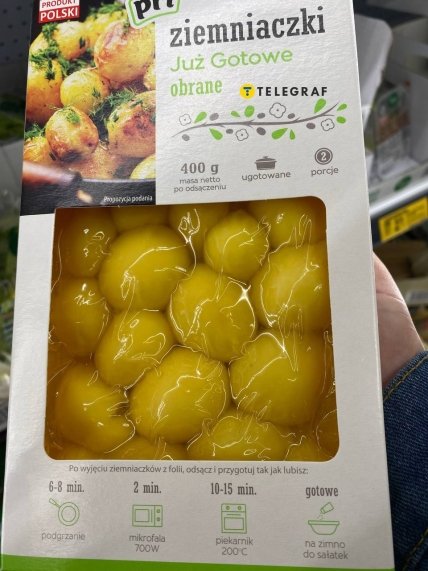 PRODUKT
POLSKI
ziemniaczki
Już Gotowe
obrane
TELEGRAF
400 g
masa netto
po odsączeniu
ugotowane
2
porcje
Propozycja podania
Po wyjęciu ziemniaczków z folii, odsącz i przygotuj tak jak lubisz:
6-8 min.
podgrzanie
2 min.
mikrofala
700W
10-15 min.
piekarnik
200°C
gotowe
na zimno
do sałatek